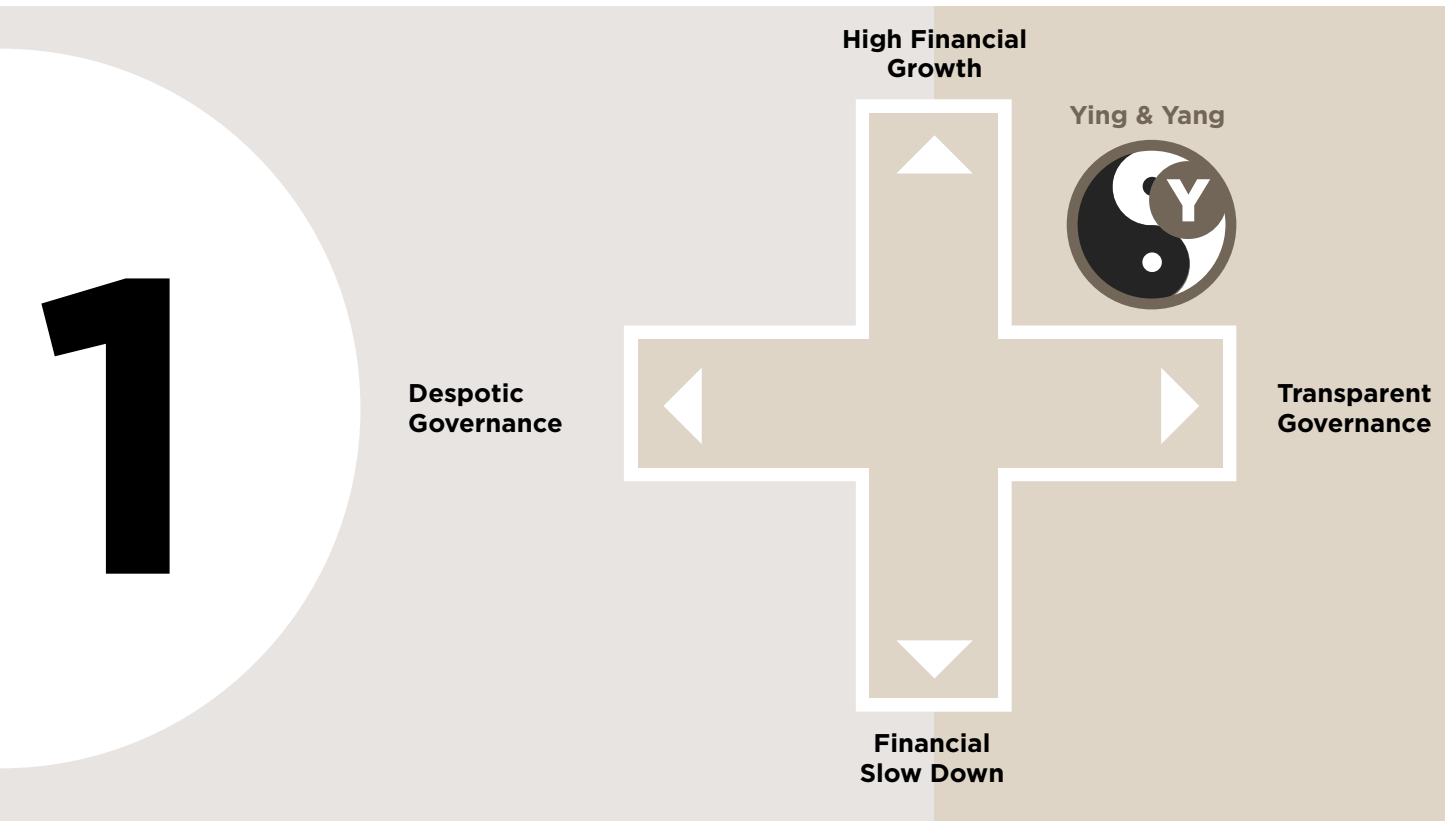 1
High Financial
Growth
Ying & Yang
Y
Despotic
Governance
Transparent
Governance
Financial
Slow Down